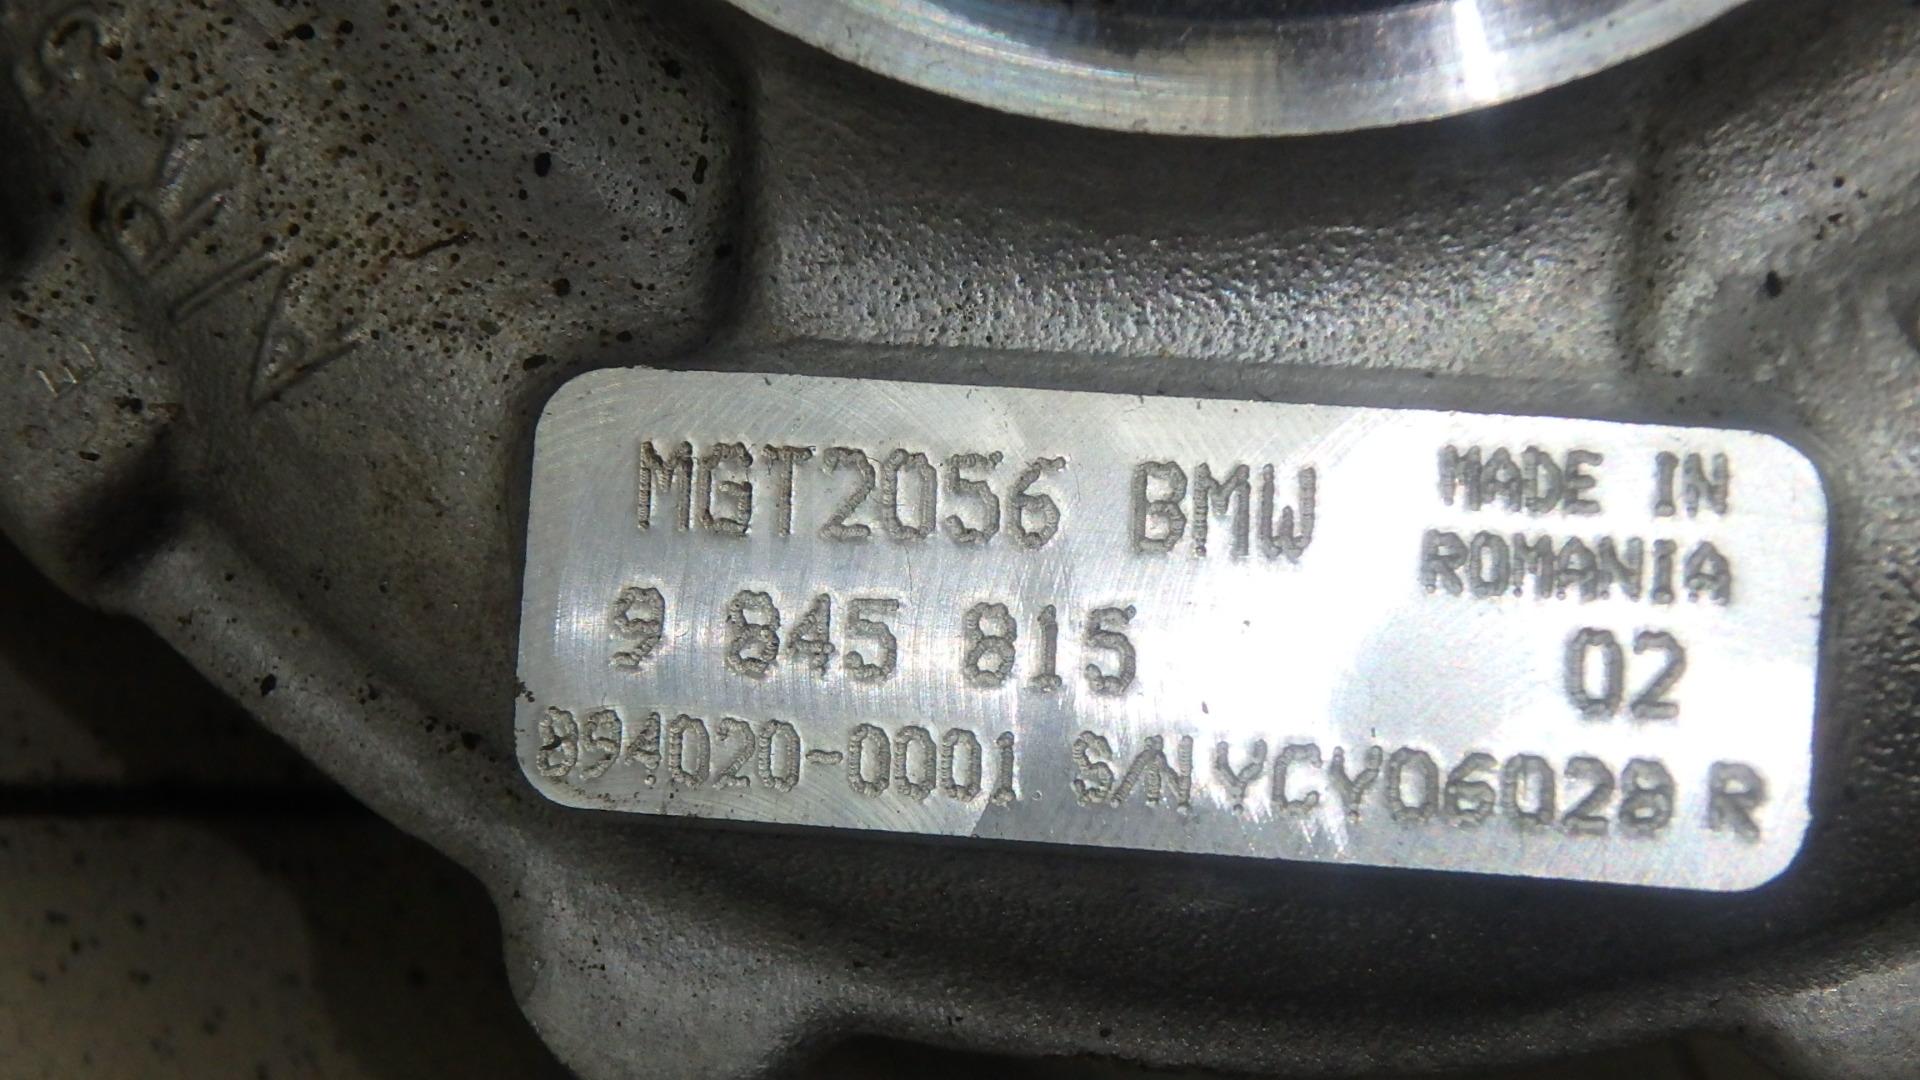 MGT2056 BMW
MADE IN
ROMANIA
9 845 815
02
894020-0001 S/N YCY06028 R